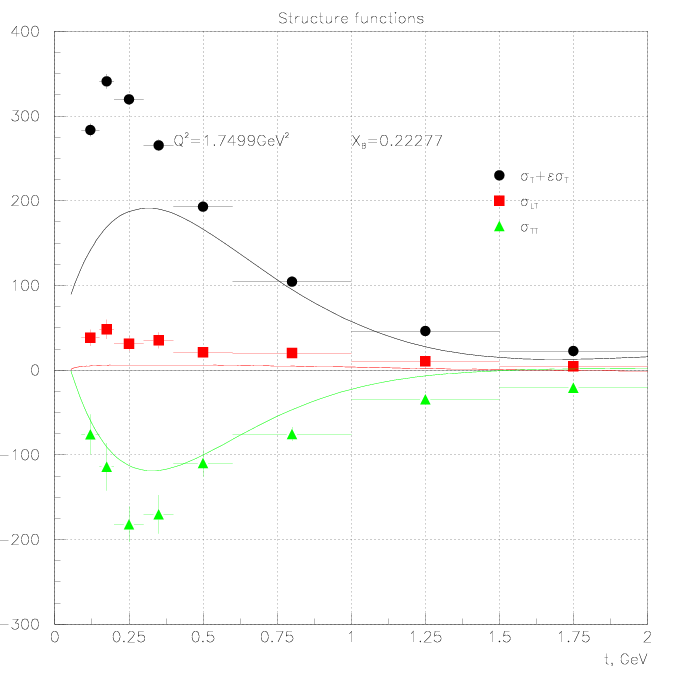 Structure functions
400
300
200
100
0
−100
−200
−300
Q²=1.7499GeV²
X_B=0.22277
σ_T+εσ_T
σ_LT
σ_TT
0 0.25 0.5 0.75 1 1.25 1.5 1.75 2
t, GeV